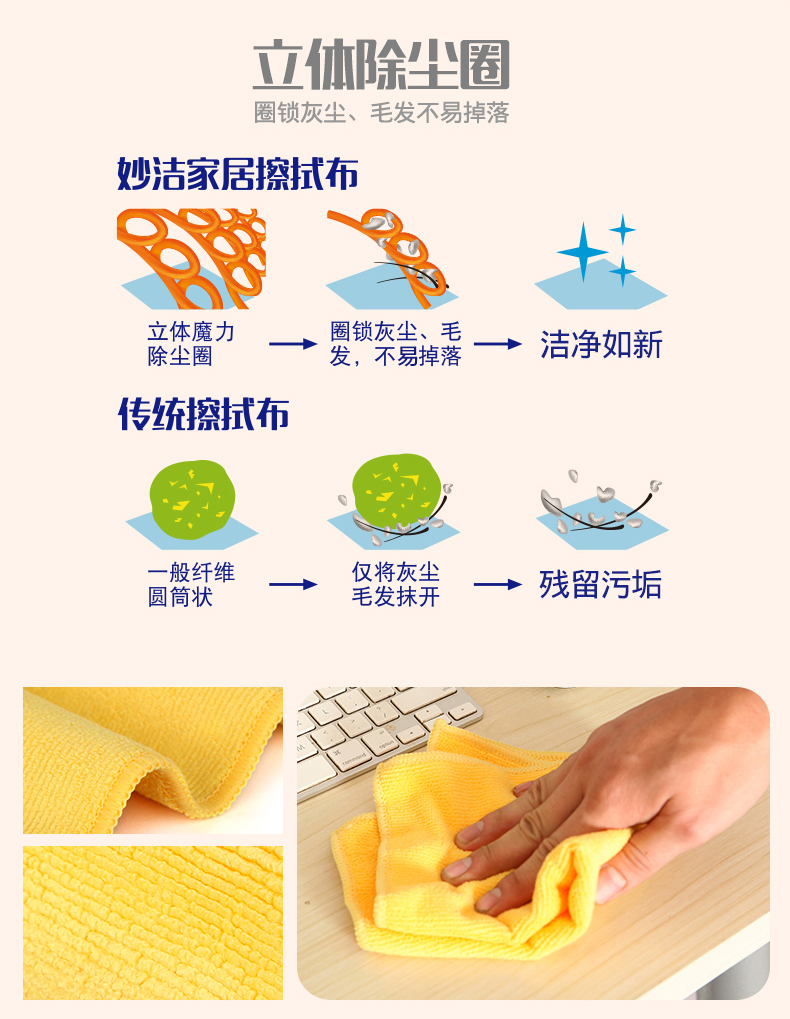 立体除尘圈
圈锁灰尘、毛发不易掉落
妙洁家居擦拭布
立体魔力
除尘圈
圈锁灰尘、毛
发，不易掉落
洁净如新
传统擦拭布
一般纤维
圆筒状
仅将灰尘
毛发抹开
残留污垢